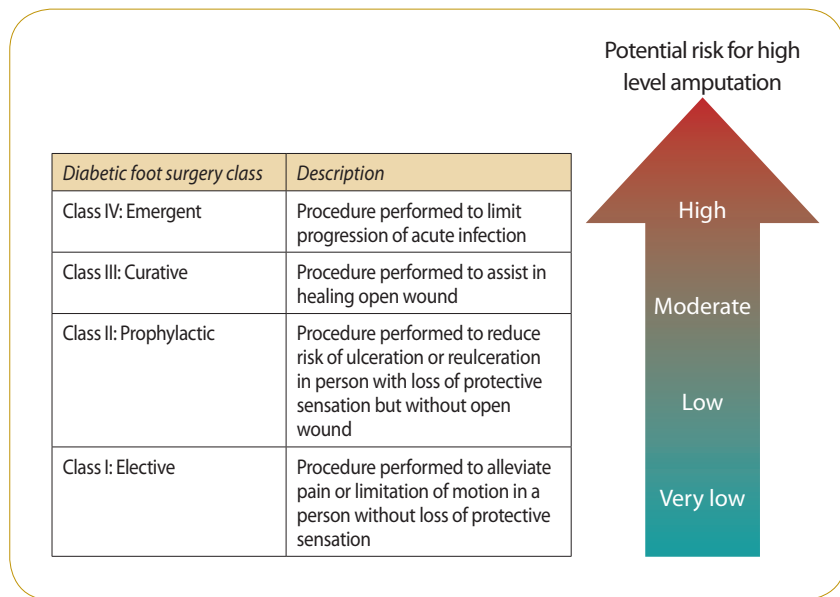 Potential risk for high
level amputation
Diabetic foot surgery class Description
Class IV: Emergent Procedure performed to limit
progression of acute infection
Class III: Curative Procedure performed to assist in
healing open wound
Class II: Prophylactic Procedure performed to reduce
risk of ulceration or reulceration
in person with loss of protective
sensation but without open
wound
Class I: Elective Procedure performed to alleviate
pain or limitation of motion in a
person without loss of protective
sensation
High
Moderate
Low
Very low